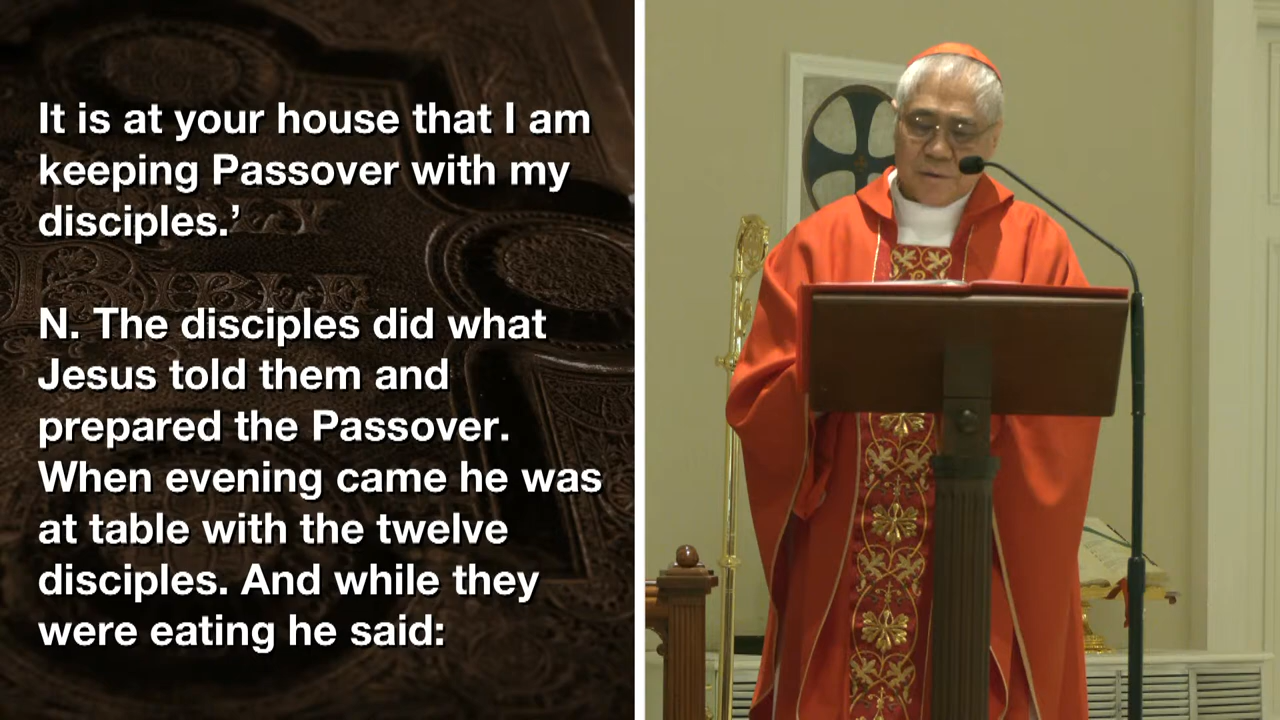 It is at your house that I am
keeping Passover with my
disciples.’
N. The disciples did what
Jesus told them and
prepared the Passover.
When evening came he was
at table with the twelve
disciples. And while they
were eating he said:
BIBLE